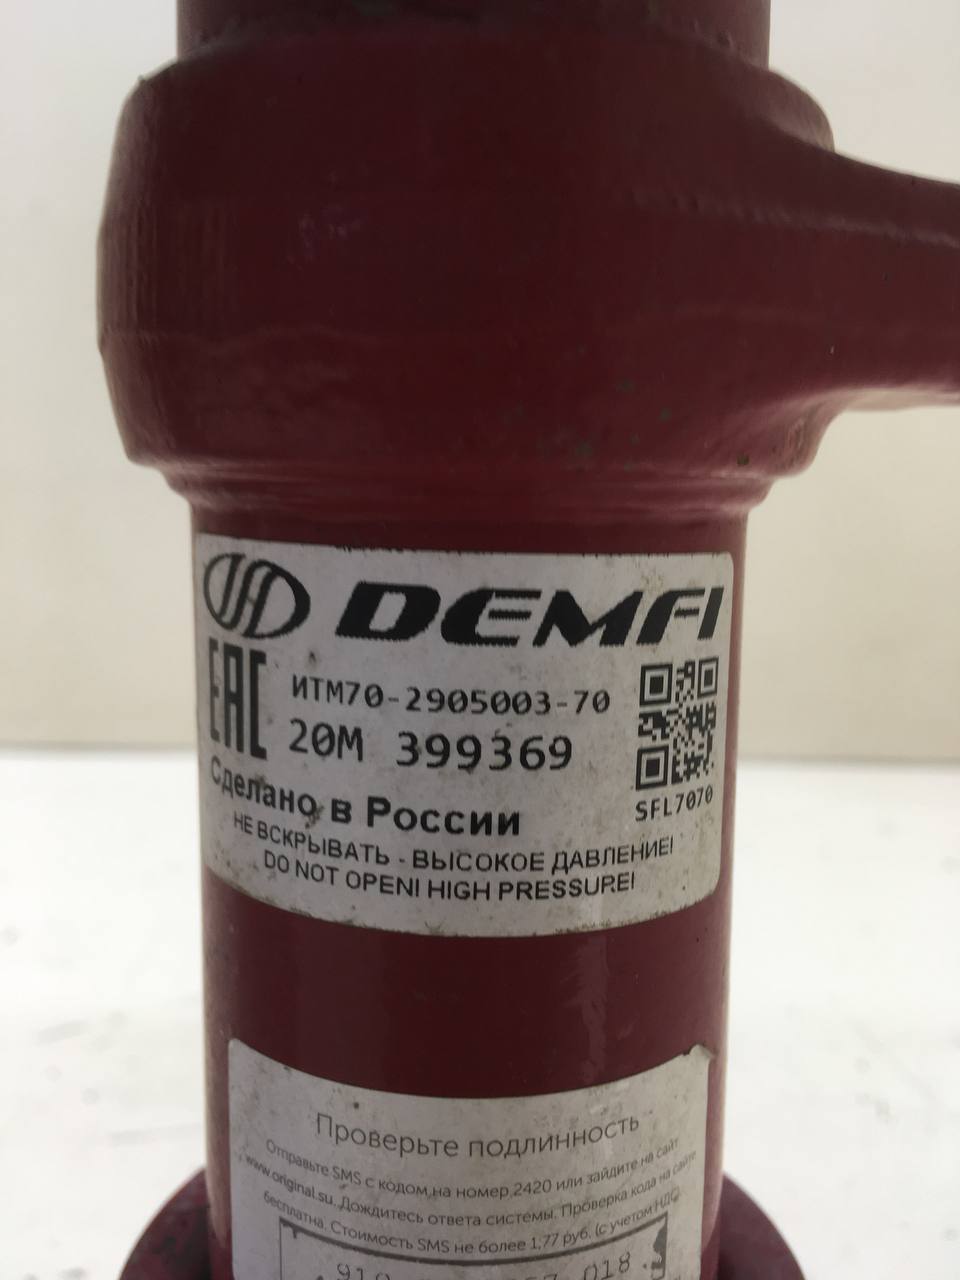 DEMFI
EAC
ИТМ70-2905003-70
20М 399369
SFL7070
Сделано в России
НЕ ВСКРЫВАТЬ - ВЫСОКОЕ ДАВЛЕНИЕ!
DO NOT OPEN! HIGH PRESSURE!
Проверьте подлинность
Отправьте SMS с кодом на номер 2420 или зайдите на сайт
www.original.su. Дождитесь ответа системы. Проверка кода на сайте
бесплатна. Стоимость SMS не более 1,77 руб. (с учетом НДС)
018